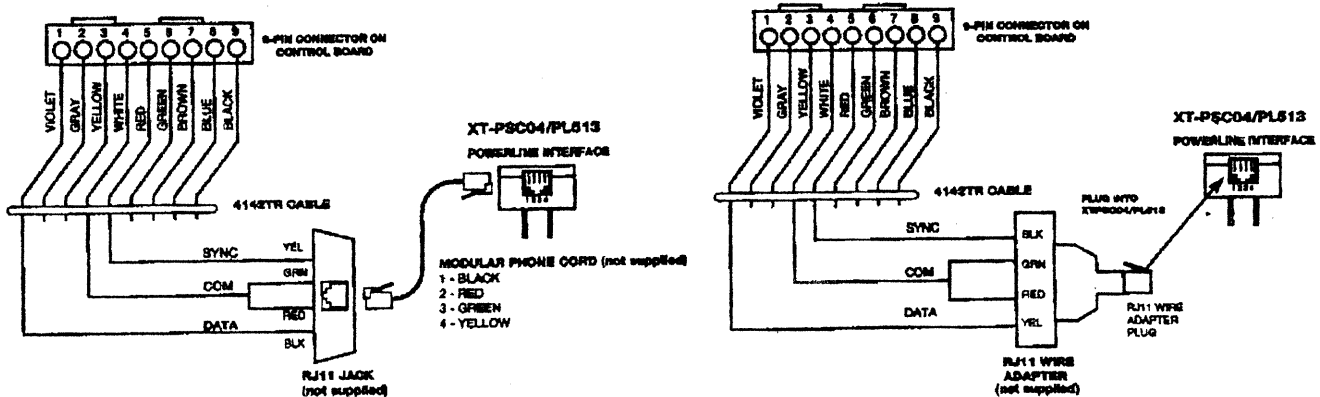 1 2 3 4 5 6 7 8 9
9-PIN CONNECTOR ON
CONTROL BOARD
VIOLET
GRAY
YELLOW
WHITE
RED
GREEN
BROWN
BLUE
BLACK
XT-PSC04/PL513
POWERLINE INTERFACE
1234
4142TR CABLE
SYNC
YEL
GRN
COM
RED
DATA
BLK
MODULAR PHONE CORD (not supplied)
1 - BLACK
2 - RED
3 - GREEN
4 - YELLOW
RJ11 JACK
(not supplied)
1 2 3 4 5 6 7 8 9
9-PIN CONNECTOR ON
CONTROL BOARD
VIOLET
GRAY
YELLOW
WHITE
RED
GREEN
BROWN
BLUE
BLACK
XT-PSC04/PL513
POWERLINE INTERFACE
1234
4142TR CABLE
PLUG INTO
XTPSC04/PL513
SYNC
BLK
GRN
COM
RED
DATA
YEL
RJ11 WIRE
ADAPTER
PLUG
RJ11 WIRE
ADAPTER
(not supplied)